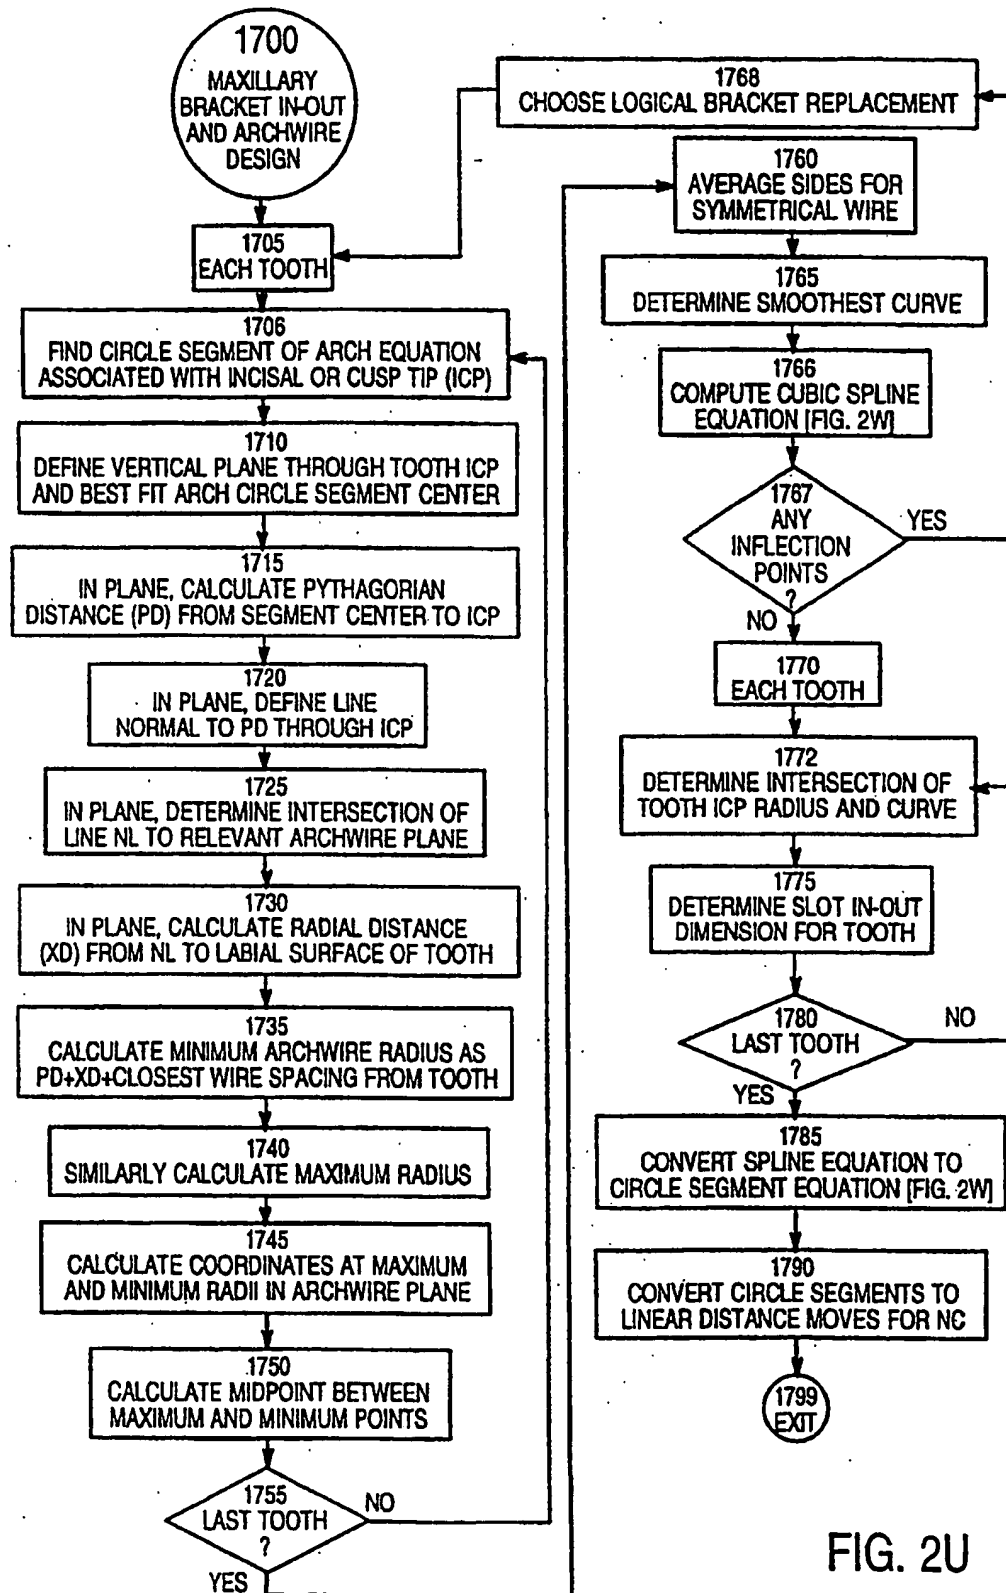 1700
MAXILLARY
BRACKET IN-OUT
AND ARCHWIRE
DESIGN
1705
EACH TOOTH
1706
FIND CIRCLE SEGMENT OF ARCH EQUATION
ASSOCIATED WITH INCISAL OR CUSP TIP (ICP)
1710
DEFINE VERTICAL PLANE THROUGH TOOTH ICP
AND BEST FIT ARCH CIRCLE SEGMENT CENTER
1715
IN PLANE, CALCULATE PYTHAGORIAN
DISTANCE (PD) FROM SEGMENT CENTER TO ICP
1720
IN PLANE, DEFINE LINE
NORMAL TO PD THROUGH ICP
1725
IN PLANE, DETERMINE INTERSECTION OF
LINE NL TO RELEVANT ARCHWIRE PLANE
1730
IN PLANE, CALCULATE RADIAL DISTANCE
(XD) FROM NL TO LABIAL SURFACE OF TOOTH
1735
CALCULATE MINIMUM ARCHWIRE RADIUS AS
PD+XD+CLOSEST WIRE SPACING FROM TOOTH
1740
SIMILARLY CALCULATE MAXIMUM RADIUS
1745
CALCULATE COORDINATES AT MAXIMUM
AND MINIMUM RADII IN ARCHWIRE PLANE
1750
CALCULATE MIDPOINT BETWEEN
MAXIMUM AND MINIMUM POINTS
1755
LAST TOOTH
?
NO
YES
1768
CHOOSE LOGICAL BRACKET REPLACEMENT
1760
AVERAGE SIDES FOR
SYMMETRICAL WIRE
1765
DETERMINE SMOOTHEST CURVE
1766
COMPUTE CUBIC SPLINE
EQUATION [FIG. 2W]
1767
ANY
INFLECTION
POINTS
?
YES
NO
1770
EACH TOOTH
1772
DETERMINE INTERSECTION OF
TOOTH ICP RADIUS AND CURVE
1775
DETERMINE SLOT IN-OUT
DIMENSION FOR TOOTH
1780
LAST TOOTH
?
NO
YES
1785
CONVERT SPLINE EQUATION TO
CIRCLE SEGMENT EQUATION [FIG. 2W]
1790
CONVERT CIRCLE SEGMENTS TO
LINEAR DISTANCE MOVES FOR NC
1799
EXIT
FIG. 2U